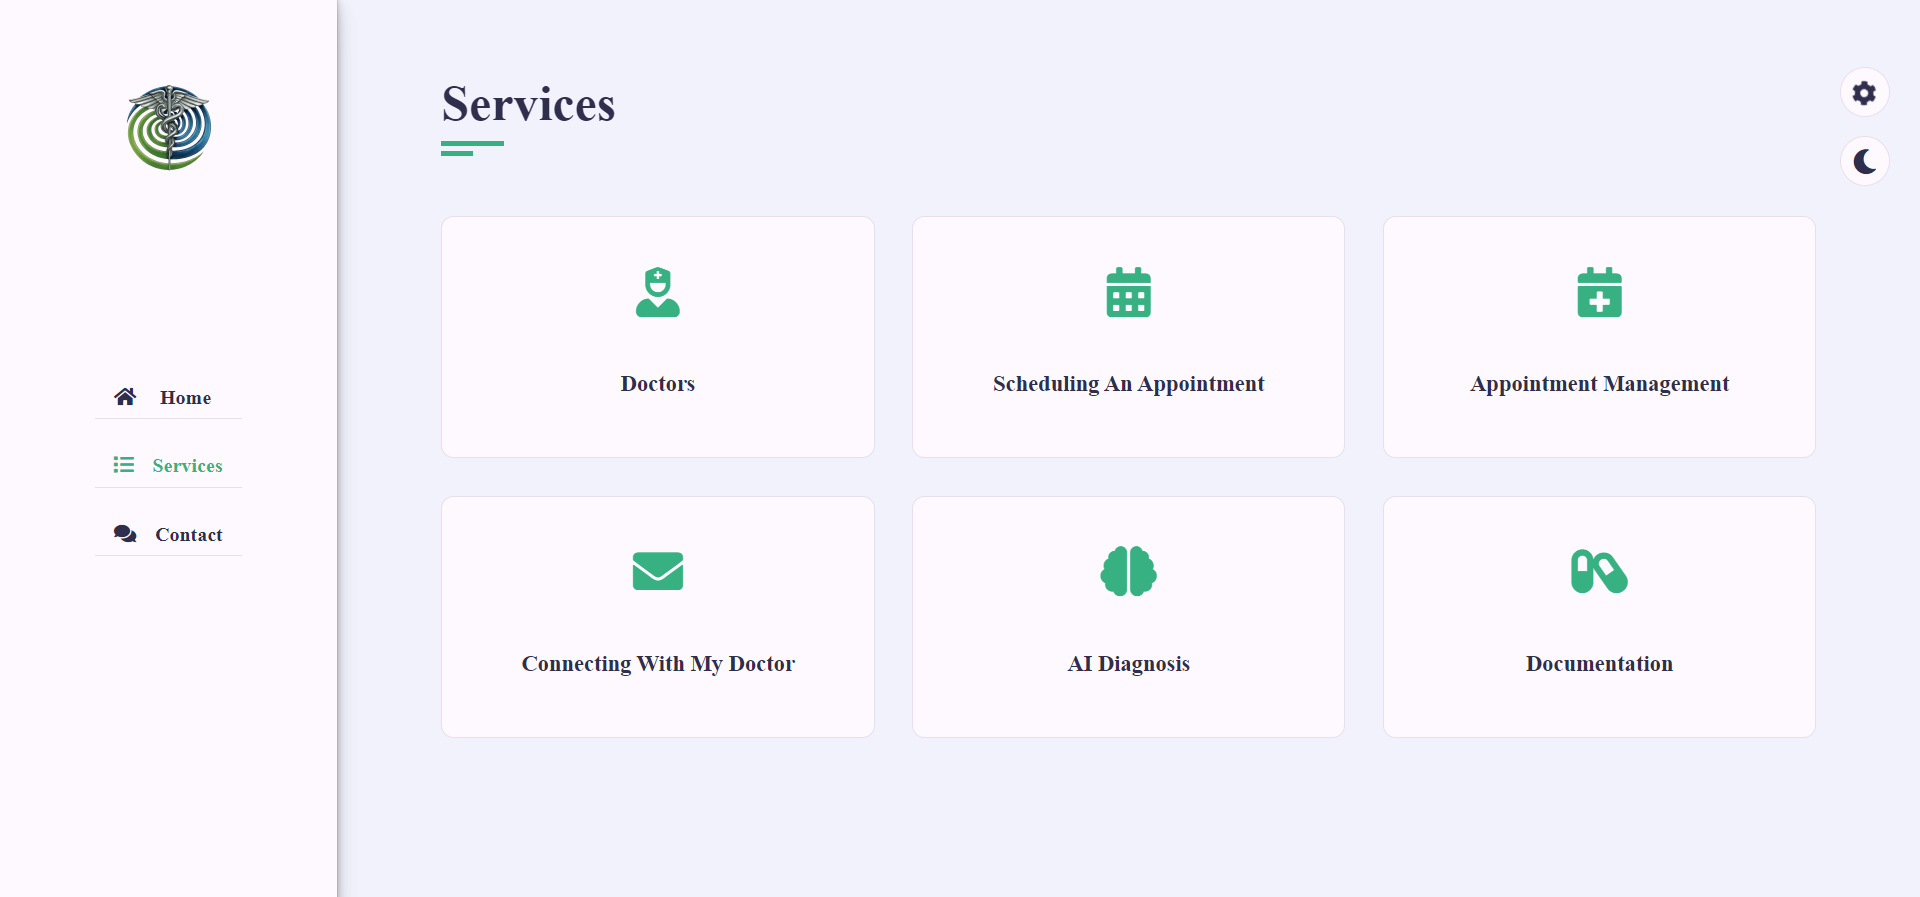 Home
Services
Contact
Services
Doctors
Scheduling An Appointment
Appointment Management
Connecting With My Doctor
AI Diagnosis
Documentation